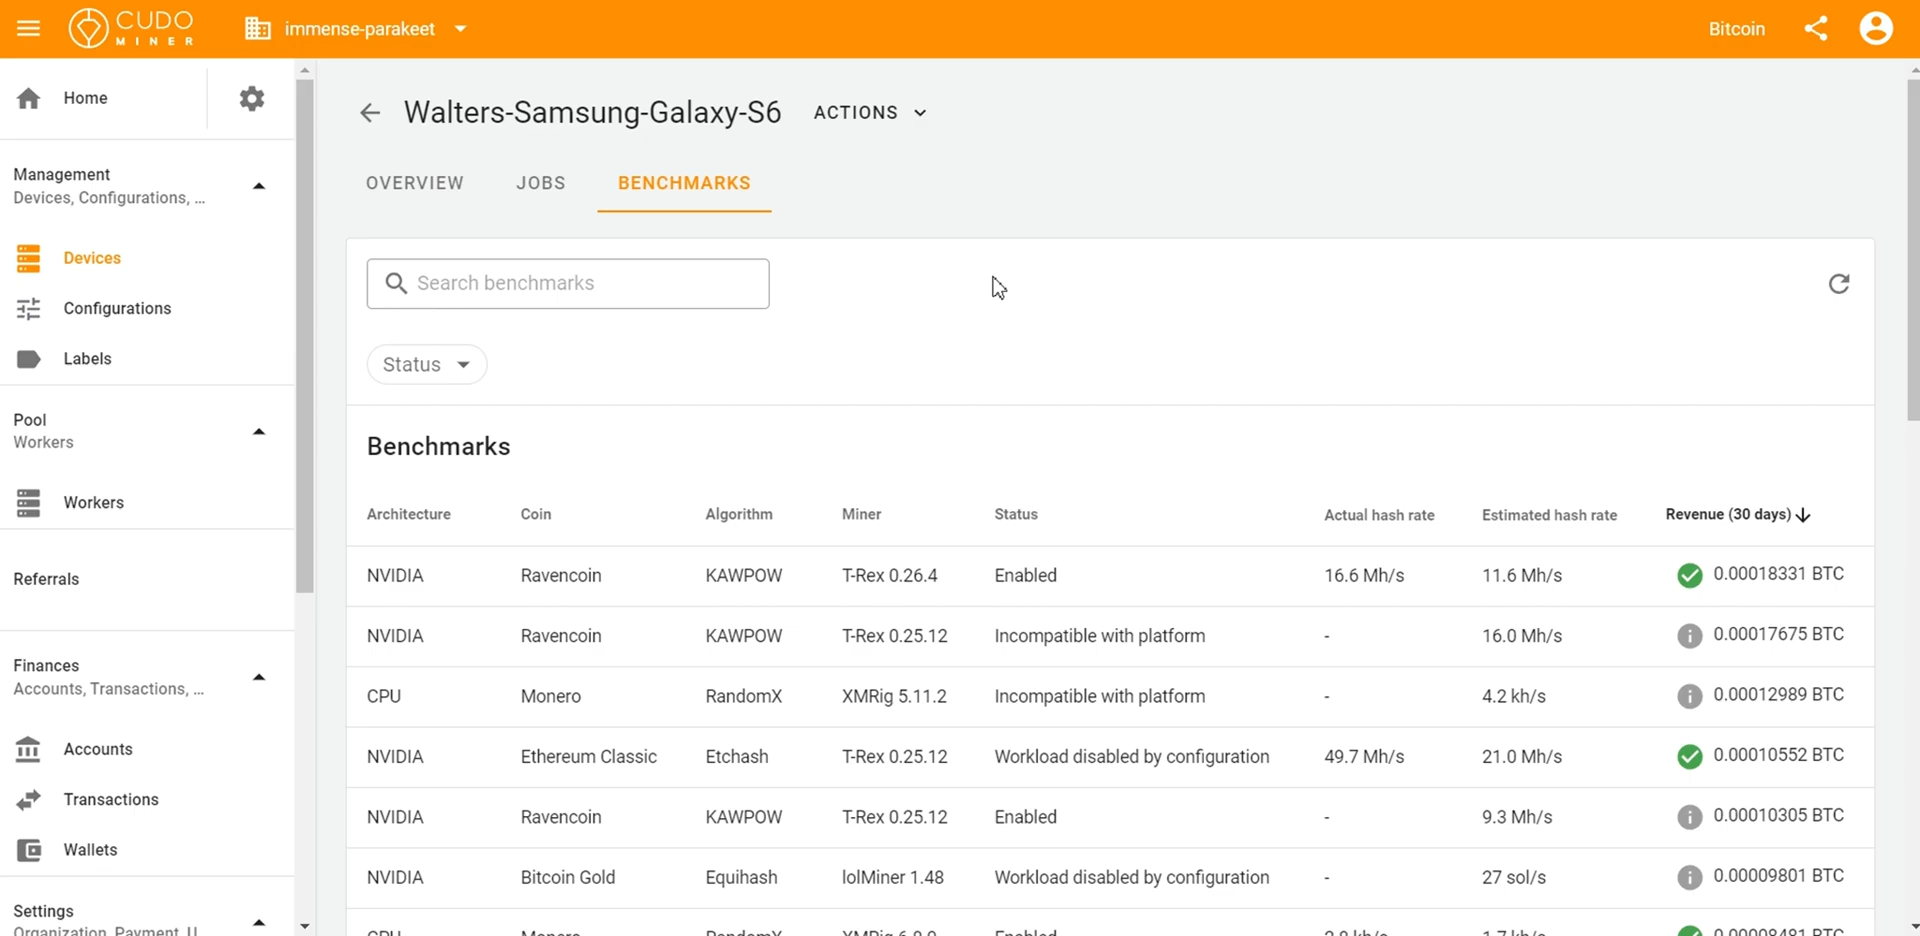 CUDO
MINER
immense-parakeet
Bitcoin
Home
Management
Devices, Configurations, ...
Devices
Configurations
Labels
Pool
Workers
Workers
Referrals
Finances
Accounts, Transactions, ...
Accounts
Transactions
Wallets
Settings
Organization, Payment, U
Walters-Samsung-Galaxy-S6 ACTIONS
OVERVIEW JOBS BENCHMARKS
Search benchmarks
Status
Benchmarks
Architecture Coin Algorithm Miner Status Actual hash rate Estimated hash rate Revenue (30 days)
NVIDIA Ravencoin KAWPOW T-Rex 0.26.4 Enabled 16.6 Mh/s 11.6 Mh/s 0.00018331 BTC
NVIDIA Ravencoin KAWPOW T-Rex 0.25.12 Incompatible with platform - 16.0 Mh/s 0.00017675 BTC
CPU Monero RandomX XMRig 5.11.2 Incompatible with platform - 4.2 kh/s 0.00012989 BTC
NVIDIA Ethereum Classic Etchash T-Rex 0.25.12 Workload disabled by configuration 49.7 Mh/s 21.0 Mh/s 0.00010552 BTC
NVIDIA Ravencoin KAWPOW T-Rex 0.25.12 Enabled - 9.3 Mh/s 0.00010305 BTC
NVIDIA Bitcoin Gold Equihash lolMiner 1.48 Workload disabled by configuration - 27 sol/s 0.00009801 BTC
CPU Monero RandomX Enabled BTC